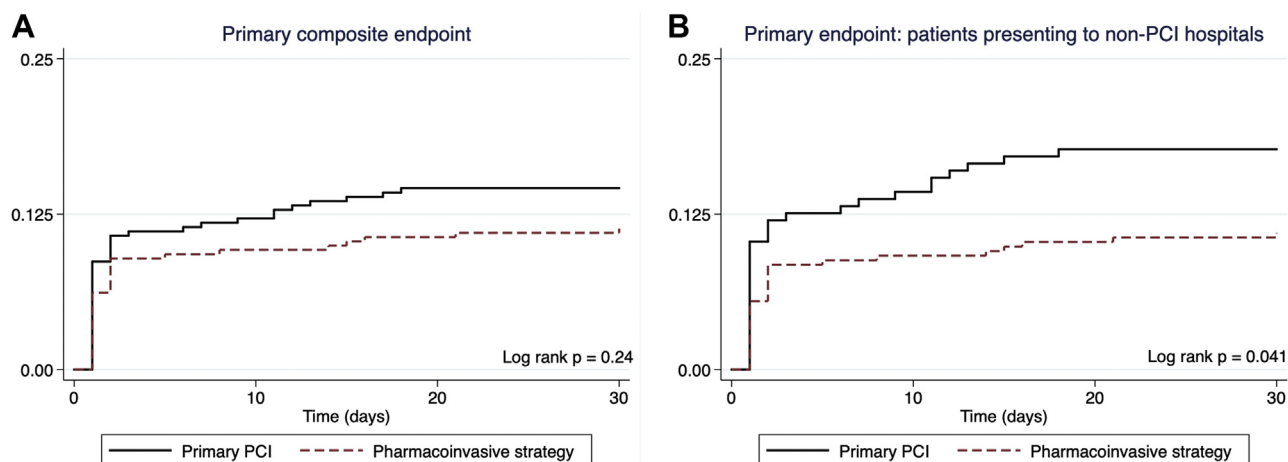 A
Primary composite endpoint
0.25
0.125
0.00
Log rank p = 0.24
0
10
20
30
Time (days)
Primary PCI
Pharmacoinvasive strategy
B
Primary endpoint: patients presenting to non-PCI hospitals
0.25
0.125
0.00
Log rank p = 0.041
0
10
20
30
Time (days)
Primary PCI
Pharmacoinvasive strategy